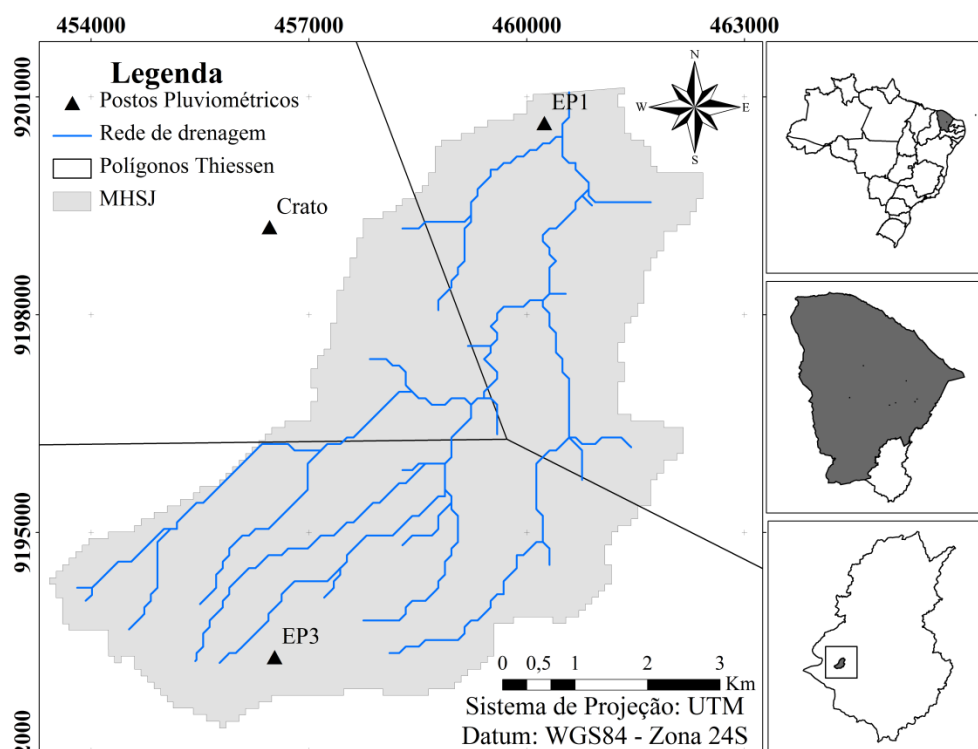 454000 457000 460000 463000
9201000
9198000
9195000
2000
Legenda
Postos Pluviométricos
Rede de drenagem
Polígonos Thiessen
MHSJ
N
W E
S
EP1
Crato
EP3
0 0,5 1 2 3
Km
Sistema de Projeção: UTM
Datum: WGS84 - Zona 24S